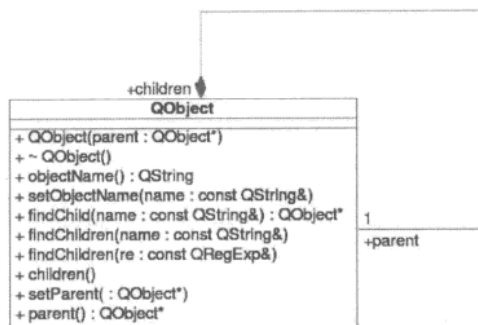 +children
QObject
+ QObject(parent : QObject*)
+ ~ QObject()
+ objectName() : QString
+ setObjectName(name : const QString&)
+ findChild(name : const QString&) : QObject*
+ findChildren(name : const QString&)
+ findChildren(re : const QRegExp&)
+ children()
+ setParent( : QObject*)
+ parent() : QObject*
1
+parent